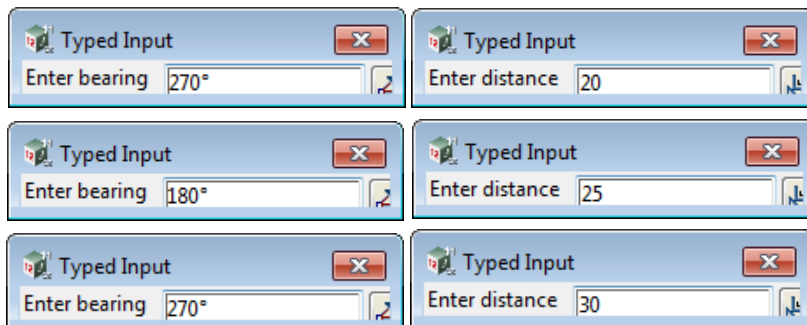 Typed Input
Enter bearing 270°
Typed Input
Enter distance 20
Typed Input
Enter bearing 180°
Typed Input
Enter distance 25
Typed Input
Enter bearing 270°
Typed Input
Enter distance 30